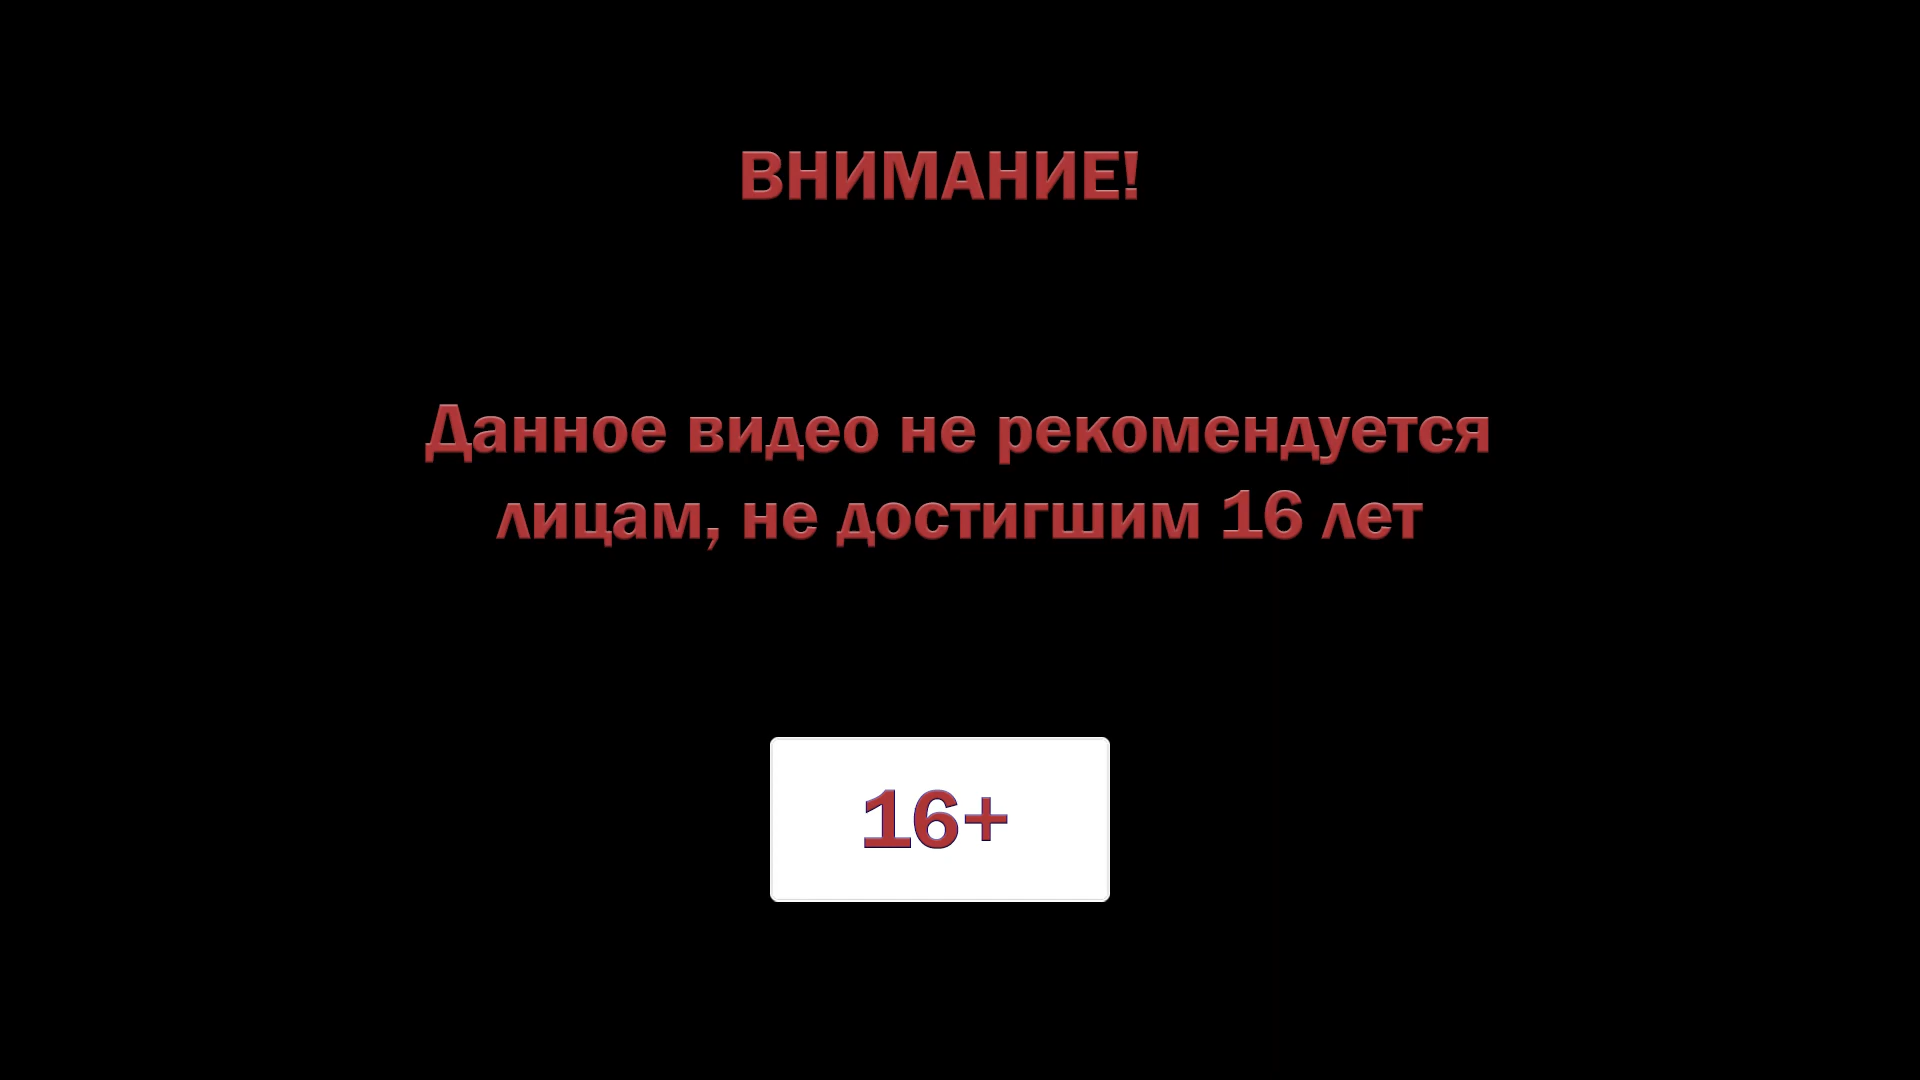 ВНИМАНИЕ!
Данное видео не рекомендуется
лицам, не достигшим 16 лет
16+